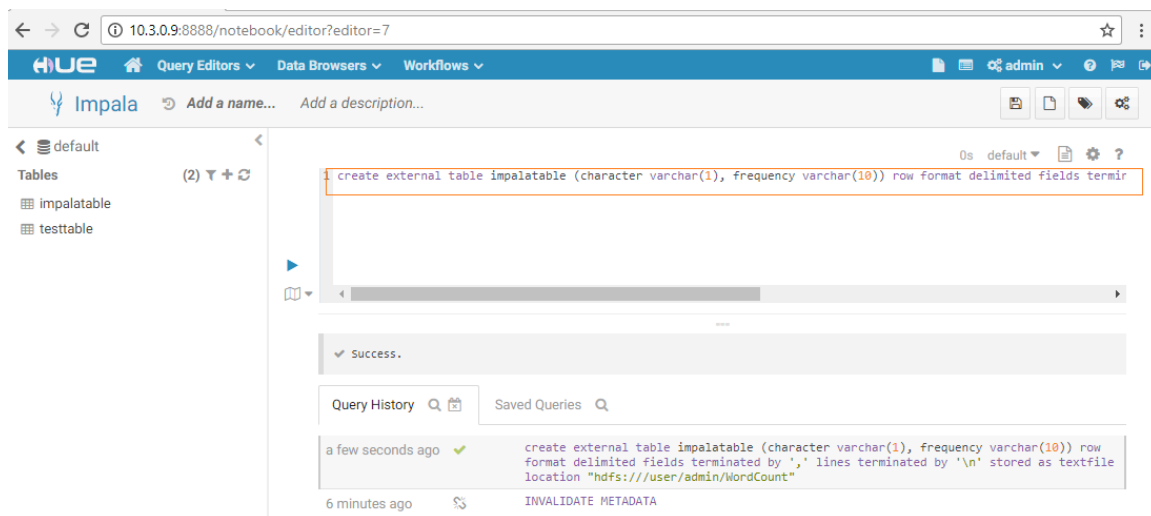 10.3.0.9:8888/notebook/editor?editor=7
HUE Query Editors Data Browsers Workflows admin ?
Impala Add a name... Add a description...
default
0s default ?
Tables (2)
1 create external table impalatable (character varchar(1), frequency varchar(10)) row format delimited fields termin
impalatable
testtable
Success.
Query History Saved Queries
a few seconds ago create external table impalatable (character varchar(1), frequency varchar(10)) row
format delimited fields terminated by ',' lines terminated by '\n' stored as textfile
location "hdfs:///user/admin/WordCount"
6 minutes ago INVALIDATE METADATA